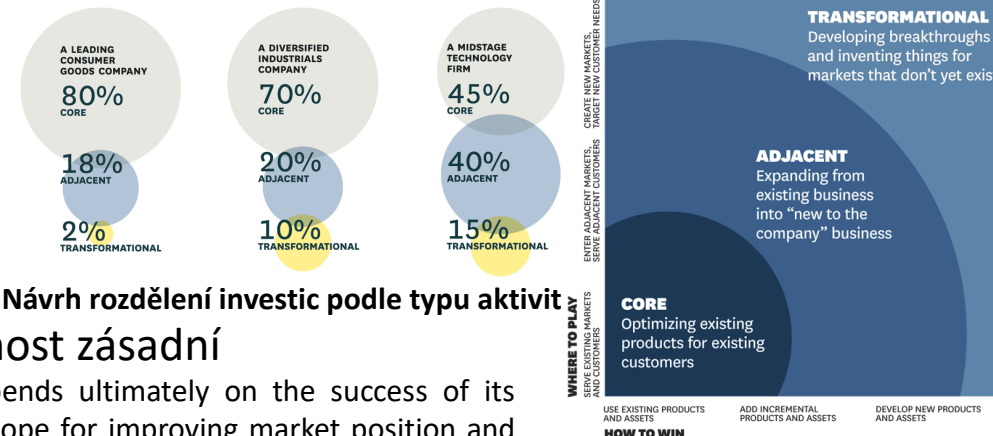 A LEADING
CONSUMER
GOODS COMPANY
80%
CORE
18%
ADJACENT
2%
TRANSFORMATIONAL
A DIVERSIFIED
INDUSTRIALS
COMPANY
70%
CORE
20%
ADJACENT
10%
TRANSFORMATIONAL
A MIDSTAGE
TECHNOLOGY
FIRM
45%
CORE
40%
ADJACENT
15%
TRANSFORMATIONAL
Návrh rozdělení investic podle typu aktivit
zásadní
ultimately on the success of its
for improving market position and
WHERE TO PLAY
CREATE NEW MARKETS,
TARGET NEW CUSTOMER NEEDS
ENTER ADJACENT MARKETS,
SERVE ADJACENT CUSTOMERS
SERVE EXISTING MARKETS
AND CUSTOMERS
TRANSFORMATIONAL
Developing breakthroughs
and inventing things for
markets that don’t yet
ADJACENT
Expanding from
existing business
into “new to the
company” business
CORE
Optimizing existing
products for existing
customers
USE EXISTING PRODUCTS
AND ASSETS
ADD INCREMENTAL
PRODUCTS AND ASSETS
DEVELOP NEW PRODUCTS
AND ASSETS
HOW TO WIN